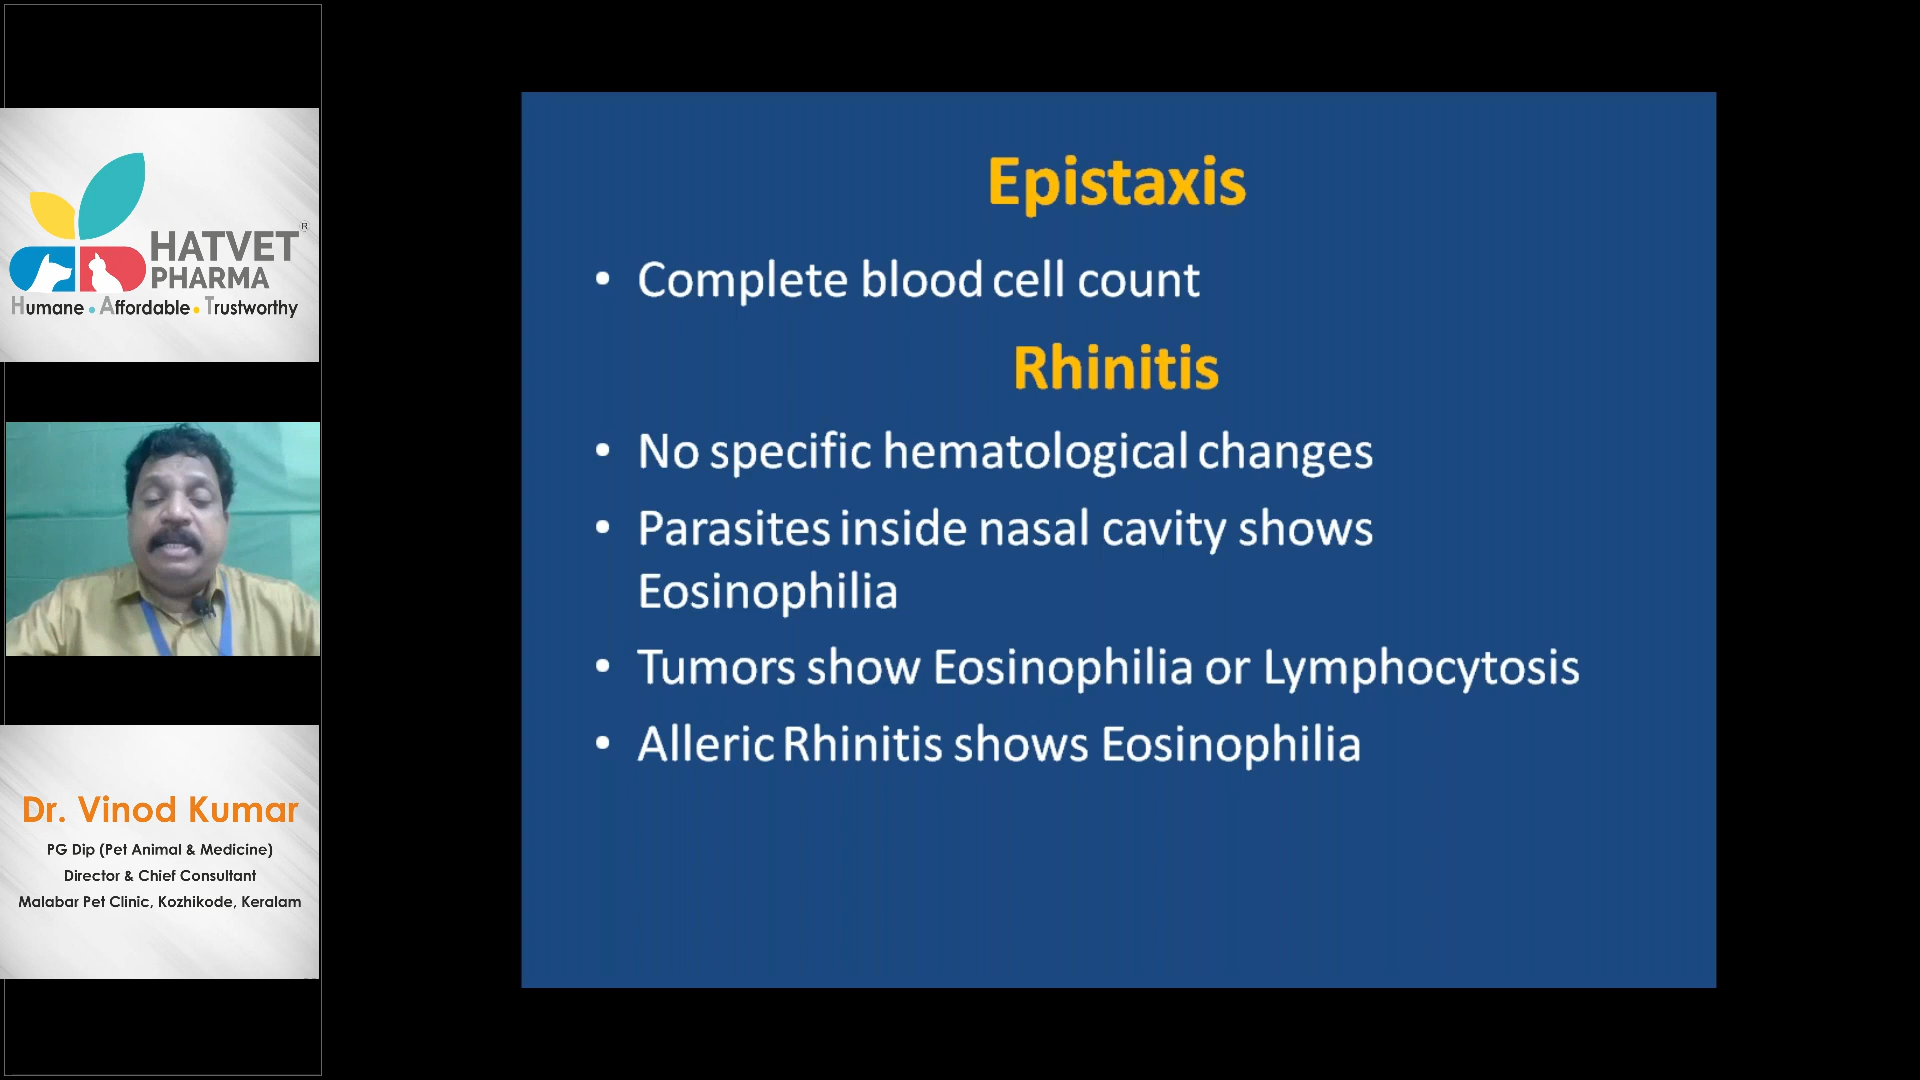 HATVET®
PHARMA
Humane • Affordable • Trustworthy
Dr. Vinod Kumar
PG Dip (Pet Animal & Medicine)
Director & Chief Consultant
Malabar Pet Clinic, Kozhikode, Keralam
Epistaxis
• Complete blood cell count
Rhinitis
• No specific hematological changes
• Parasites inside nasal cavity shows
Eosinophilia
• Tumors show Eosinophilia or Lymphocytosis
• Alleric Rhinitis shows Eosinophilia